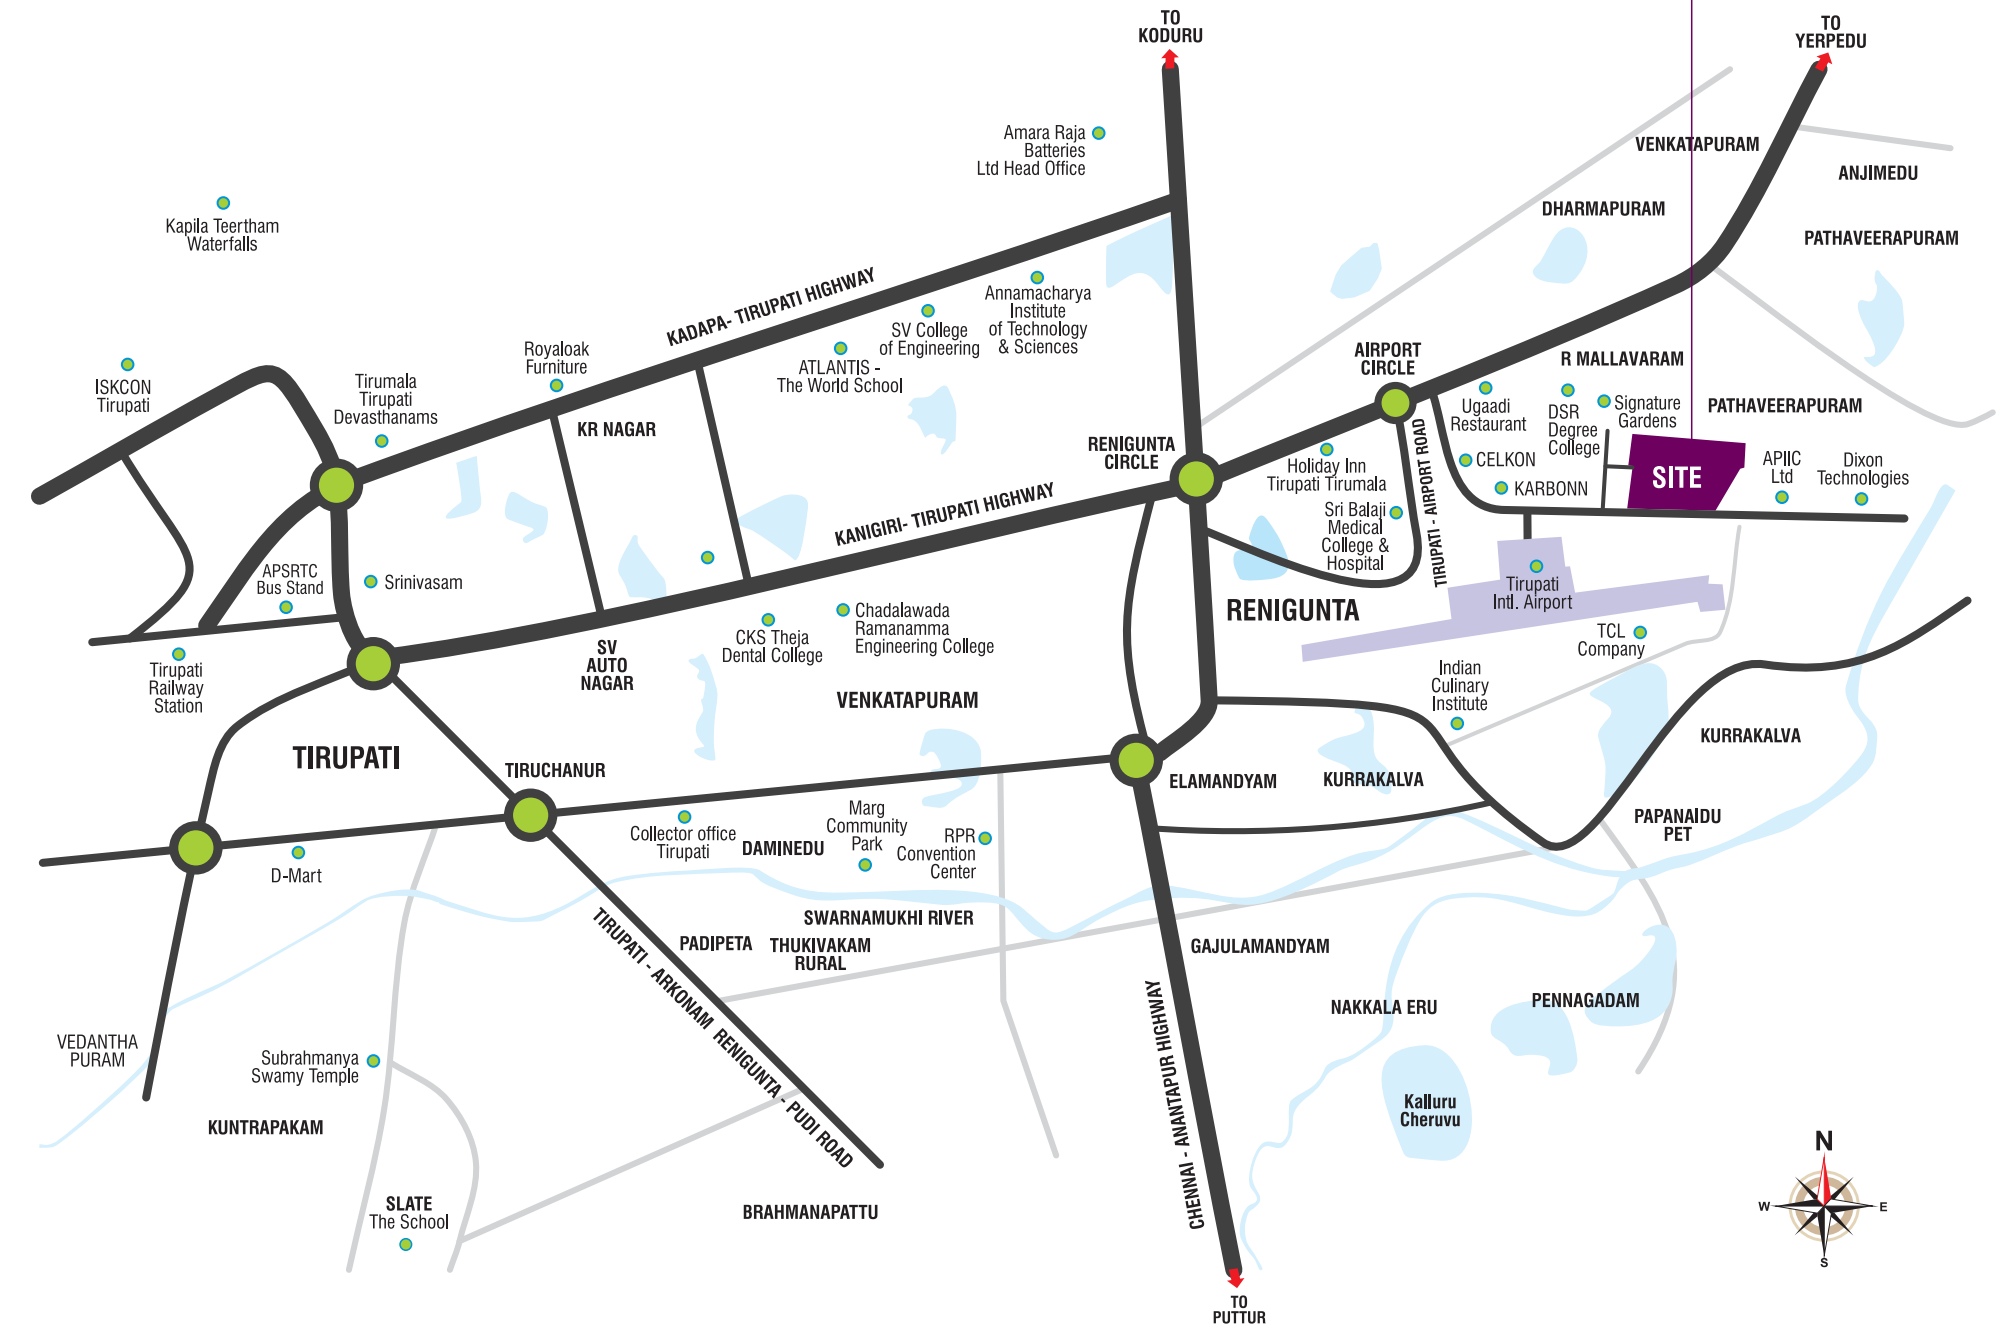 TO
KODURU
TO
YERPEDU
Amara Raja
Batteries
Ltd Head Office
VENKATAPURAM
ANJIMEDU
DHARMAPURAM
PATHAVEERAPURAM
Kapila Teertham
Waterfalls
KADAPA- TIRUPATI HIGHWAY
Annamacharya
Institute
of Technology
& Sciences
SV College
of Engineering
ATLANTIS -
The World School
Royaloak
Furniture
ISKCON
Tirupati
Tirumala
Tirupati
Devasthanams
KR NAGAR
AIRPORT
CIRCLE
R MALLAVARAM
Ugaadi
Restaurant
DSR
Degree
College
Signature
Gardens
PATHAVEERAPURAM
RENIGUNTA
CIRCLE
Holiday Inn
Tirupati Tirumala
TIRUPATI - AIRPORT ROAD
CELKON
KARBONN
SITE
APIIC
Ltd
Dixon
Technologies
KANIGIRI- TIRUPATI HIGHWAY
Sri Balaji
Medical
College &
Hospital
APSRTC
Bus Stand
Srinivasam
Tirupati
Intl. Airport
RENIGUNTA
Chadalawada
Ramanamma
Engineering College
CKS Theja
Dental College
SV
AUTO
NAGAR
TCL
Company
Tirupati
Railway
Station
Indian
Culinary
Institute
VENKATAPURAM
KURRAKALVA
TIRUPATI
TIRUCHANUR
ELAMANDYAM
KURRAKALVA
PAPANAIDU
PET
Collector office
Tirupati
DAMINEDU
Marg
Community
Park
RPR
Convention
Center
D-Mart
SWARNAMUKHI RIVER
PADIPETA
THUKIVAKAM
RURAL
GAJULAMANDYAM
TIRUPATI - ARKONAM RENIGUNTA - PUDI ROAD
CHENNAI - ANANTAPUR HIGHWAY
NAKKALA ERU
PENNAGADAM
VEDANTHA
PURAM
Subrahmanya
Swamy Temple
Kalluru
Cheruvu
KUNTRAPAKAM
SLATE
The School
BRAHMANAPATTU
N
W
E
S
TO
PUTTUR